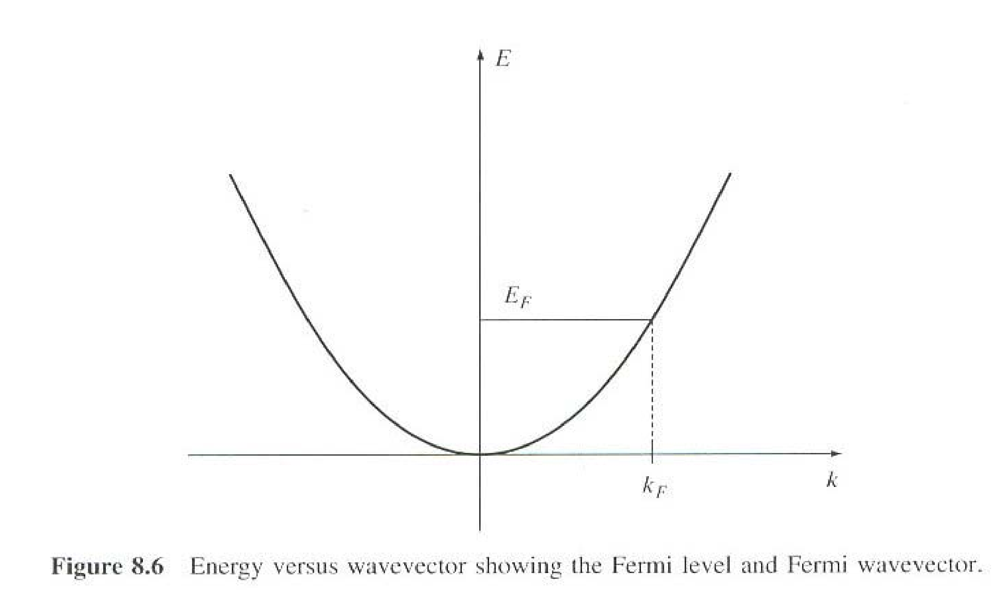 E
E_F
k_F
k
Figure 8.6 Energy versus wavevector showing the Fermi level and Fermi wavevector.